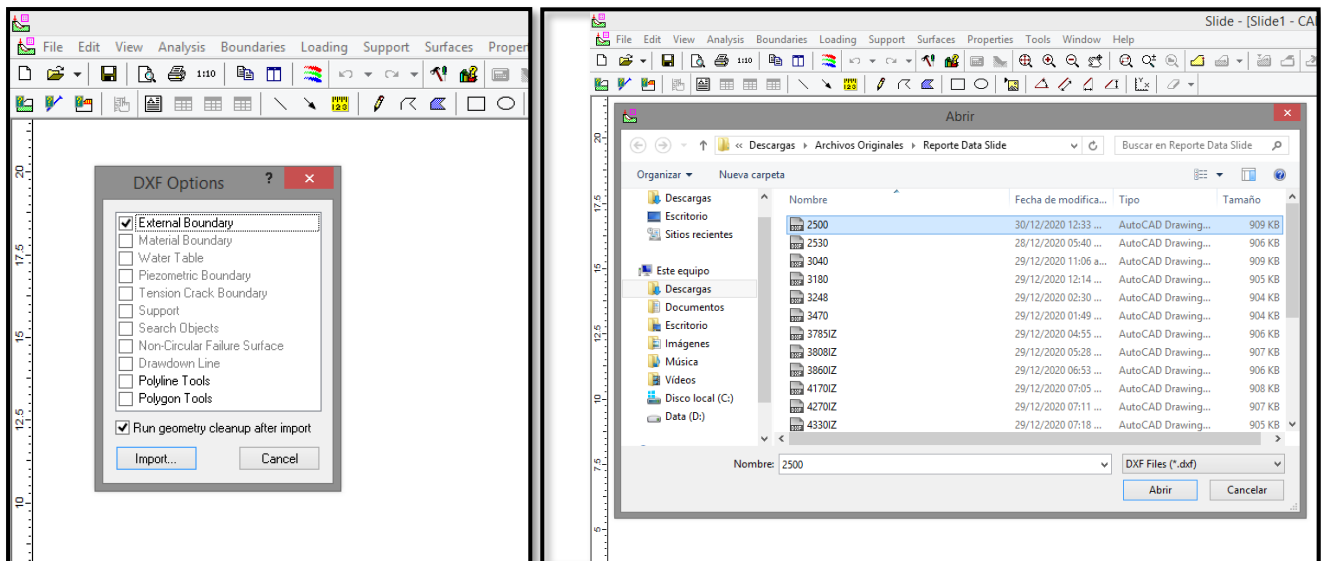 File Edit View Analysis Boundaries Loading Support Surfaces Proper
1:10
123
20
17.5
15
12.5
10
DXF Options ? ×
External Boundary
Material Boundary
Water Table
Piezometric Boundary
Tension Crack Boundary
Support
Search Objects
Non-Circular Failure Surface
Drawdown Line
Polyline Tools
Polygon Tools
Run geometry cleanup after import
Import... Cancel
Slide - [Slide1 - CA
File Edit View Analysis Boundaries Loading Support Surfaces Properties Tools Window Help
1:10
123
20
17.5
15
12.5
10
7.5
5
Abrir
« Descargas Archivos Originales Reporte Data Slide Buscar en Reporte Data Slide
Organizar Nueva carpeta
Descargas
Escritorio
Sitios recientes
Este equipo
Descargas
Documentos
Escritorio
Imágenes
Música
Vídeos
Disco local (C:)
Data (D:)
Nombre Fecha de modifica... Tipo Tamaño
2500 30/12/2020 12:33 ... AutoCAD Drawing... 909 KB
2530 28/12/2020 05:40 ... AutoCAD Drawing... 906 KB
3040 29/12/2020 11:06 a... AutoCAD Drawing... 909 KB
3180 29/12/2020 12:14 ... AutoCAD Drawing... 905 KB
3248 29/12/2020 02:30 ... AutoCAD Drawing... 904 KB
3470 29/12/2020 01:49 ... AutoCAD Drawing... 904 KB
3785IZ 29/12/2020 04:55 ... AutoCAD Drawing... 906 KB
3808IZ 29/12/2020 05:28 ... AutoCAD Drawing... 907 KB
3860IZ 29/12/2020 06:53 ... AutoCAD Drawing... 906 KB
4170IZ 29/12/2020 07:05 ... AutoCAD Drawing... 908 KB
4270IZ 29/12/2020 07:11 ... AutoCAD Drawing... 907 KB
4330IZ 29/12/2020 07:18 ... AutoCAD Drawing... 905 KB
Nombre: 2500 DXF Files (*.dxf)
Abrir Cancelar